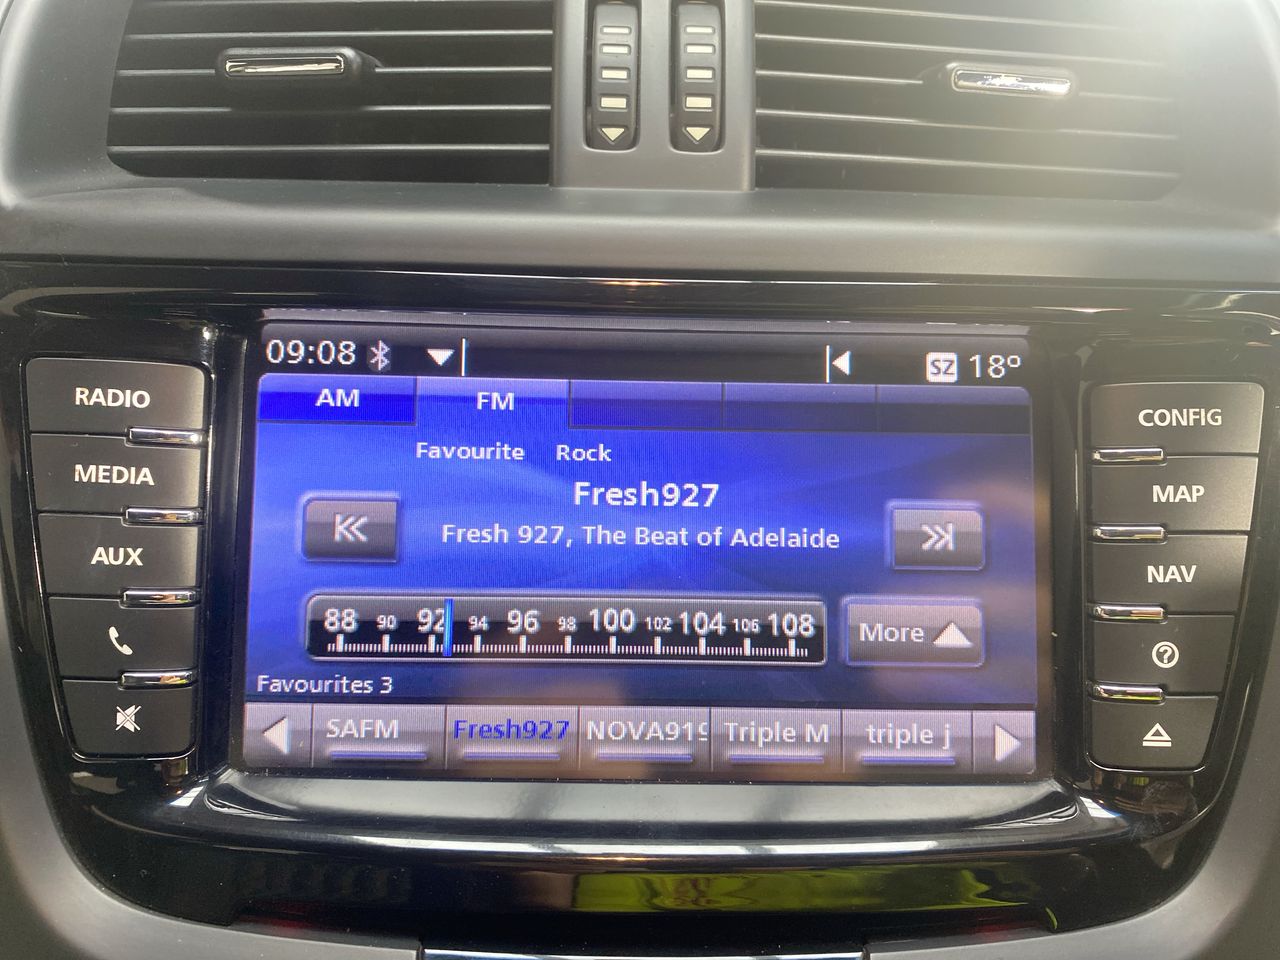 09:08 SZ 18º
AM FM
RADIO
CONFIG
Favourite Rock
MEDIA
Fresh927
MAP
Fresh 927, The Beat of Adelaide
AUX
NAV
88 90 92 94 96 98 100 102 104 106 108
More
Favourites 3
SAFM Fresh927 NOVA919 Triple M triple j